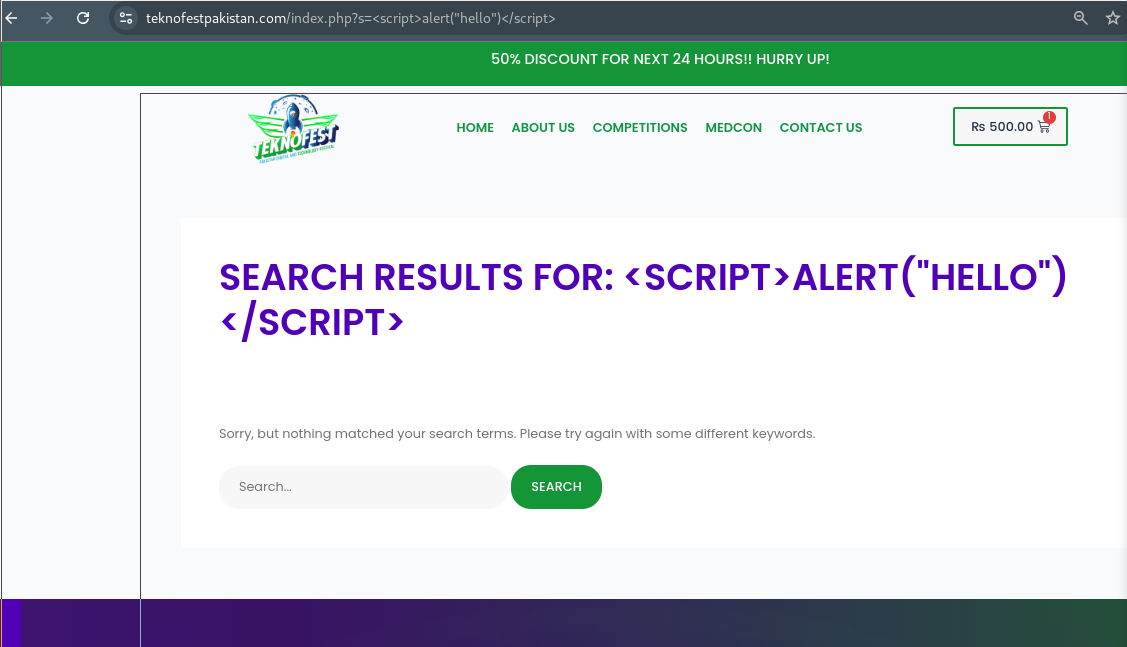 teknofestpakistan.com/index.php?s=<script>alert("hello")</script>
50% DISCOUNT FOR NEXT 24 HOURS!! HURRY UP!
TEKNOFEST
HOME ABOUT US COMPETITIONS MEDCON CONTACT US
₨ 500.00 1
SEARCH RESULTS FOR: <SCRIPT>ALERT("HELLO")
</SCRIPT>
Sorry, but nothing matched your search terms. Please try again with some different keywords.
Search...
SEARCH